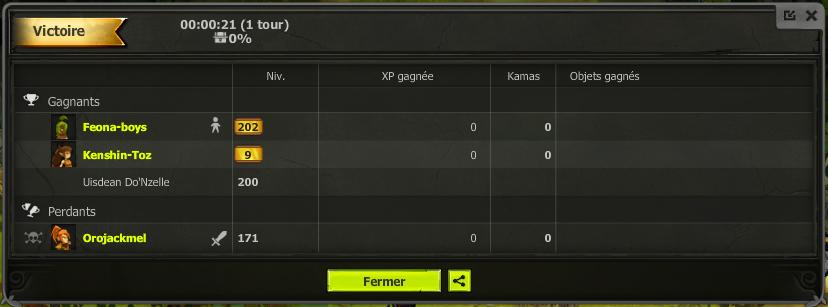 Victoire
00:00:21 (1 tour)
0%
Niv. XP gagnée Kamas Objets gagnés
Gagnants
Feona-boys 202 0 0
Kenshin-Toz 9 0 0
Uisdean Do'Nzelle 200
Perdants
Orojackmel 171 0 0
Fermer